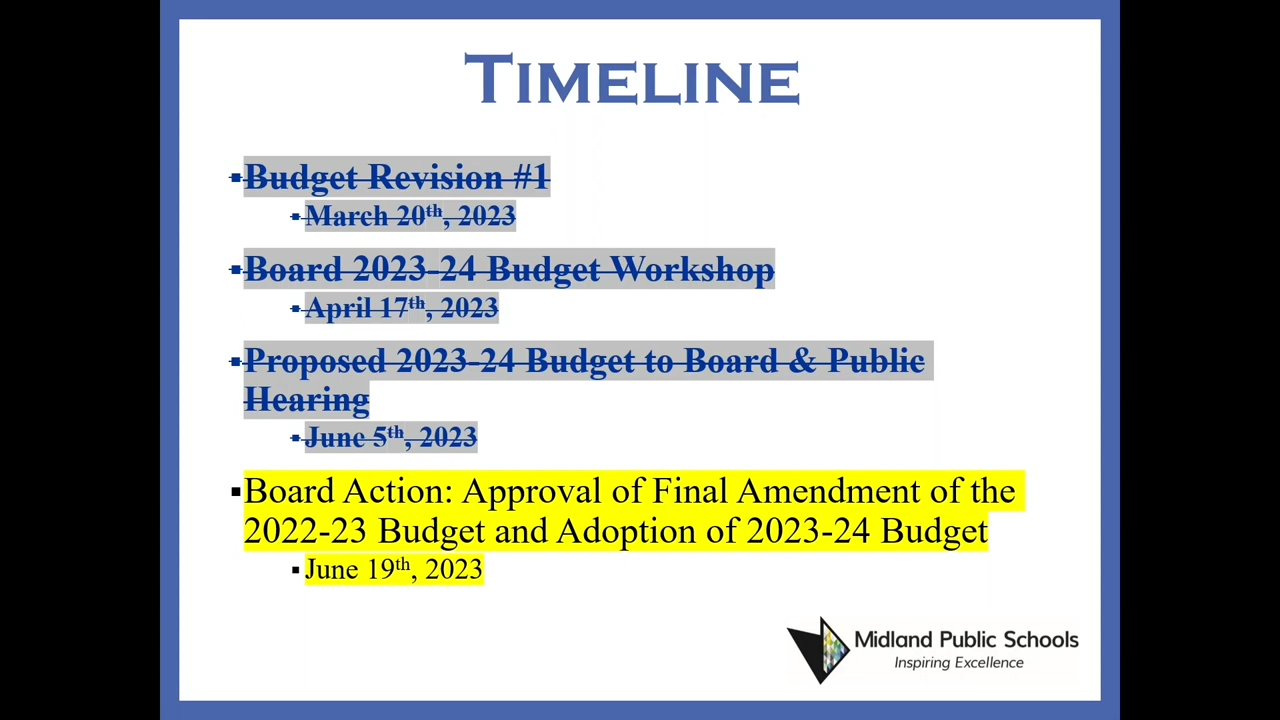 TIMELINE
▪Budget Revision #1
▪March 20th, 2023
▪Board 2023-24 Budget Workshop
▪April 17th, 2023
▪Proposed 2023-24 Budget to Board & Public
Hearing
▪June 5th, 2023
▪Board Action: Approval of Final Amendment of the
2022-23 Budget and Adoption of 2023-24 Budget
▪June 19th, 2023
Midland Public Schools
Inspiring Excellence